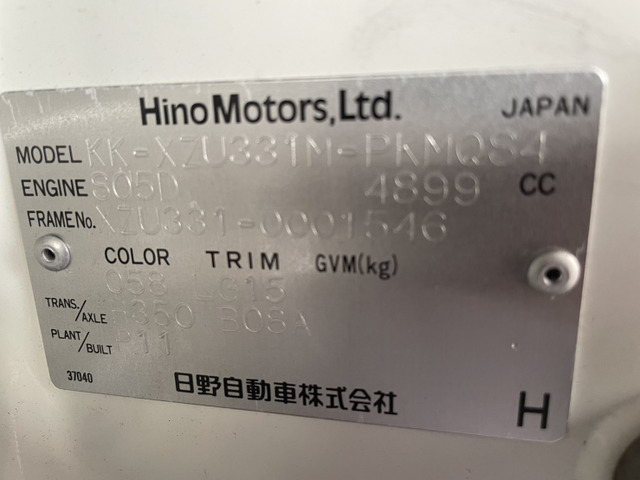 Hino Motors, Ltd. JAPAN
MODEL KK-XZU331M-PKMQS4
ENGINE S05D 4899 CC
FRAME No. XZU331-0001546
COLOR TRIM GVM(kg)
058 LC15
TRANS./AXLE B08A
PLANT/BUILT P11
37040 日野自動車株式会社 H